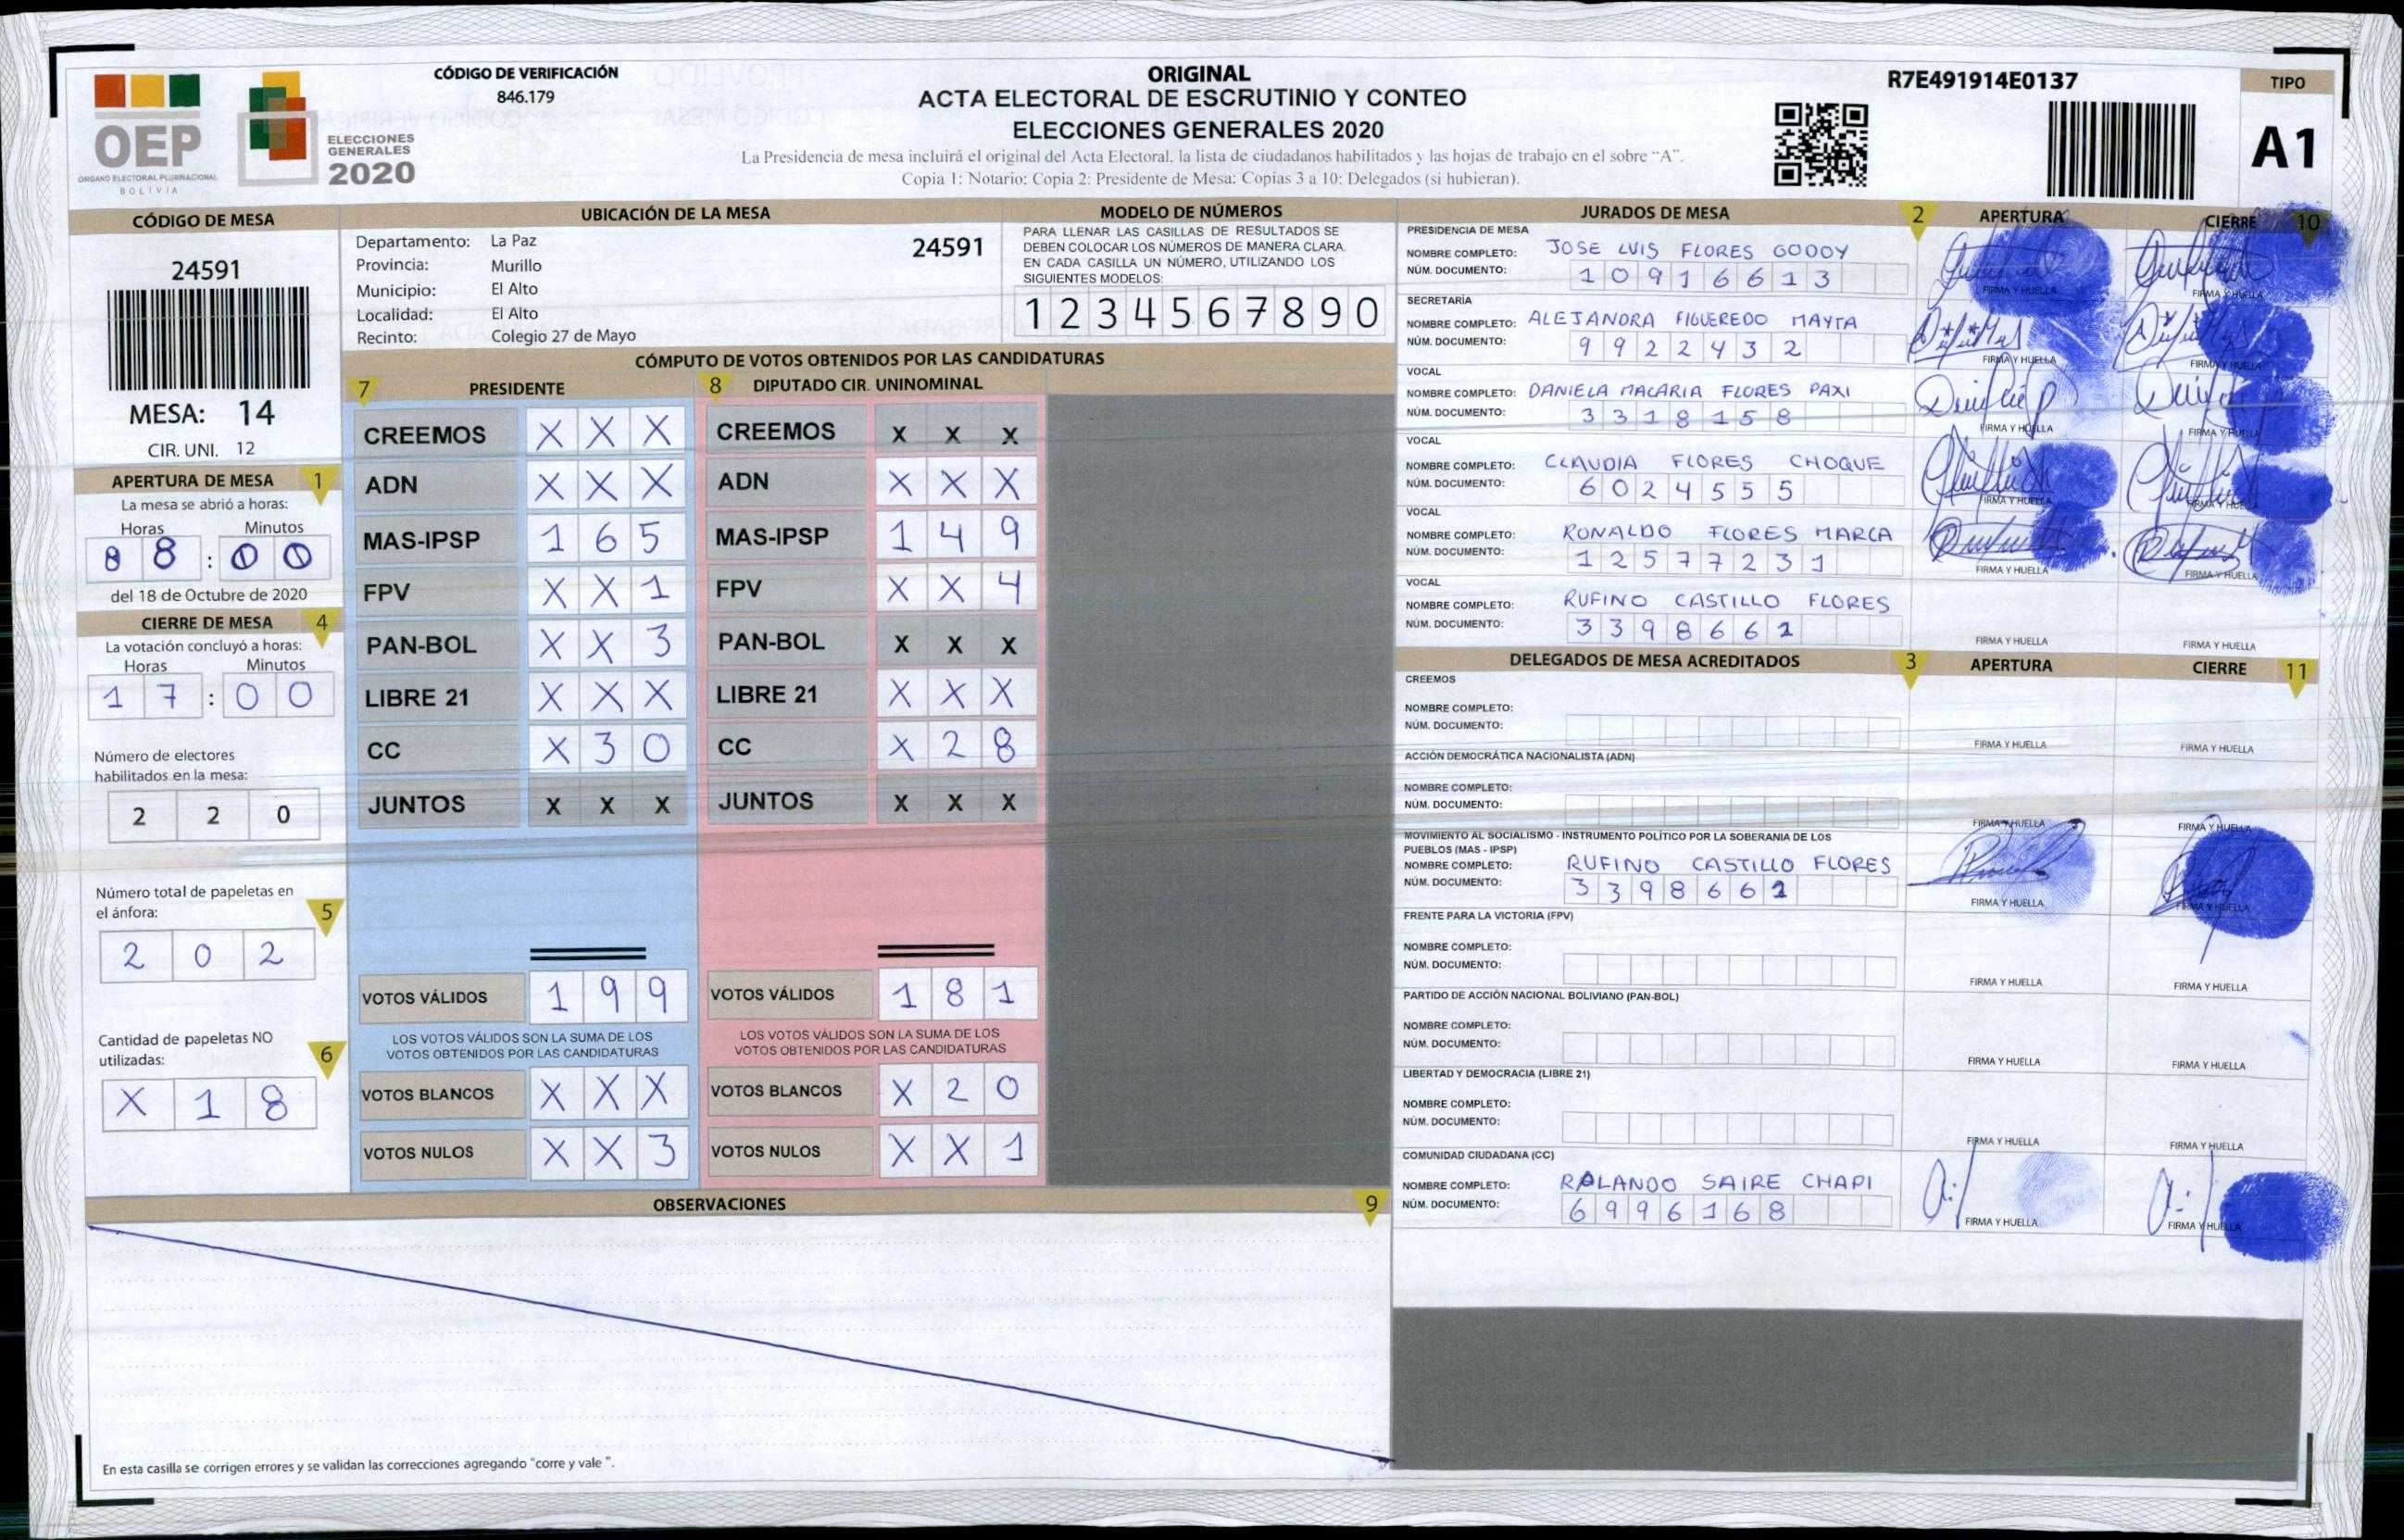 CÓDIGO DE VERIFICACIÓN
846.179
ORIGINAL
ACTA ELECTORAL DE ESCRUTINIO Y CONTEO
ELECCIONES GENERALES 2020
La Presidencia de mesa incluirá el original del Acta Electoral, la lista de ciudadanos habilitados y las hojas de trabajo en el sobre "A".
Copia 1: Notario; Copia 2: Presidente de Mesa; Copias 3 a 10: Delegados (si hubieran).
R7E491914E0137
TIPO
A1
OEP
ÓRGANO ELECTORAL PLURINACIONAL
BOLIVIA
ELECCIONES
GENERALES
2020
CÓDIGO DE MESA
24591
MESA: 14
CIR. UNI. 12
APERTURA DE MESA 1
La mesa se abrió a horas:
Horas Minutos
8 : 0 0
del 18 de Octubre de 2020
CIERRE DE MESA 4
La votación concluyó a horas:
Horas Minutos
1 7 : 0 0
Número de electores
habilitados en la mesa:
2 2 0
Número total de papeletas en
el ánfora: 5
2 0 2
Cantidad de papeletas NO
utilizadas: 6
X 1 8
UBICACIÓN DE LA MESA
Departamento: La Paz 24591
Provincia: Murillo
Municipio: El Alto
Localidad: El Alto
Recinto: Colegio 27 de Mayo
MODELO DE NÚMEROS
PARA LLENAR LAS CASILLAS DE RESULTADOS SE
DEBEN COLOCAR LOS NÚMEROS DE MANERA CLARA.
EN CADA CASILLA UN NÚMERO, UTILIZANDO LOS
SIGUIENTES MODELOS:
1 2 3 4 5 6 7 8 9 0
CÓMPUTO DE VOTOS OBTENIDOS POR LAS CANDIDATURAS
7 PRESIDENTE 8 DIPUTADO CIR. UNINOMINAL
CREEMOS X X X CREEMOS X X X
ADN X X X ADN X X X
MAS-IPSP 1 6 5 MAS-IPSP 1 4 9
FPV X X 1 FPV X X 4
PAN-BOL X X 3 PAN-BOL X X X
LIBRE 21 X X X LIBRE 21 X X X
CC X 3 0 CC X 2 8
JUNTOS X X X JUNTOS X X X
VOTOS VÁLIDOS 1 9 9 VOTOS VÁLIDOS 1 8 1
LOS VOTOS VÁLIDOS SON LA SUMA DE LOS LOS VOTOS VÁLIDOS SON LA SUMA DE LOS
VOTOS OBTENIDOS POR LAS CANDIDATURAS VOTOS OBTENIDOS POR LAS CANDIDATURAS
VOTOS BLANCOS X X X VOTOS BLANCOS X 2 0
VOTOS NULOS X X 3 VOTOS NULOS X X 1
OBSERVACIONES 9
En esta casilla se corrigen errores y se validan las correcciones agregando "corre y vale ".
JURADOS DE MESA 2 APERTURA CIERRE 10
PRESIDENCIA DE MESA
NOMBRE COMPLETO: JOSE LUIS FLORES GODOY
NÚM. DOCUMENTO: 1 0 9 1 6 6 1 3
FIRMA Y HUELLA FIRMA Y HUELLA
SECRETARÍA
NOMBRE COMPLETO: ALEJANDRA FIGUEREDO MAYTA
NÚM. DOCUMENTO: 9 9 2 2 4 3 2
FIRMA Y HUELLA FIRMA Y HUELLA
VOCAL
NOMBRE COMPLETO: DANIELA MACARIA FLORES PAXI
NÚM. DOCUMENTO: 3 3 1 8 1 5 8
FIRMA Y HUELLA FIRMA Y HUELLA
VOCAL
NOMBRE COMPLETO: CLAUDIA FLORES CHOQUE
NÚM. DOCUMENTO: 6 0 2 4 5 5 5
FIRMA Y HUELLA FIRMA Y HUELLA
VOCAL
NOMBRE COMPLETO: RONALDO FLORES MARCA
NÚM. DOCUMENTO: 1 2 5 7 7 2 3 1
FIRMA Y HUELLA FIRMA Y HUELLA
VOCAL
NOMBRE COMPLETO: RUFINO CASTILLO FLORES
NÚM. DOCUMENTO: 3 3 9 8 6 6 1
FIRMA Y HUELLA FIRMA Y HUELLA
DELEGADOS DE MESA ACREDITADOS 3 APERTURA CIERRE 11
CREEMOS
NOMBRE COMPLETO:
NÚM. DOCUMENTO:
FIRMA Y HUELLA FIRMA Y HUELLA
ACCIÓN DEMOCRÁTICA NACIONALISTA (ADN)
NOMBRE COMPLETO:
NÚM. DOCUMENTO:
FIRMA Y HUELLA FIRMA Y HUELLA
MOVIMIENTO AL SOCIALISMO - INSTRUMENTO POLÍTICO POR LA SOBERANIA DE LOS
PUEBLOS (MAS - IPSP)
NOMBRE COMPLETO: RUFINO CASTILLO FLORES
NÚM. DOCUMENTO: 3 3 9 8 6 6 1
FIRMA Y HUELLA FIRMA Y HUELLA
FRENTE PARA LA VICTORIA (FPV)
NOMBRE COMPLETO:
NÚM. DOCUMENTO:
FIRMA Y HUELLA FIRMA Y HUELLA
PARTIDO DE ACCIÓN NACIONAL BOLIVIANO (PAN-BOL)
NOMBRE COMPLETO:
NÚM. DOCUMENTO:
FIRMA Y HUELLA FIRMA Y HUELLA
LIBERTAD Y DEMOCRACIA (LIBRE 21)
NOMBRE COMPLETO:
NÚM. DOCUMENTO:
FIRMA Y HUELLA FIRMA Y HUELLA
COMUNIDAD CIUDADANA (CC)
NOMBRE COMPLETO: ROLANDO SAIRE CHAPI
NÚM. DOCUMENTO: 6 9 9 6 1 6 8
FIRMA Y HUELLA FIRMA Y HUELLA